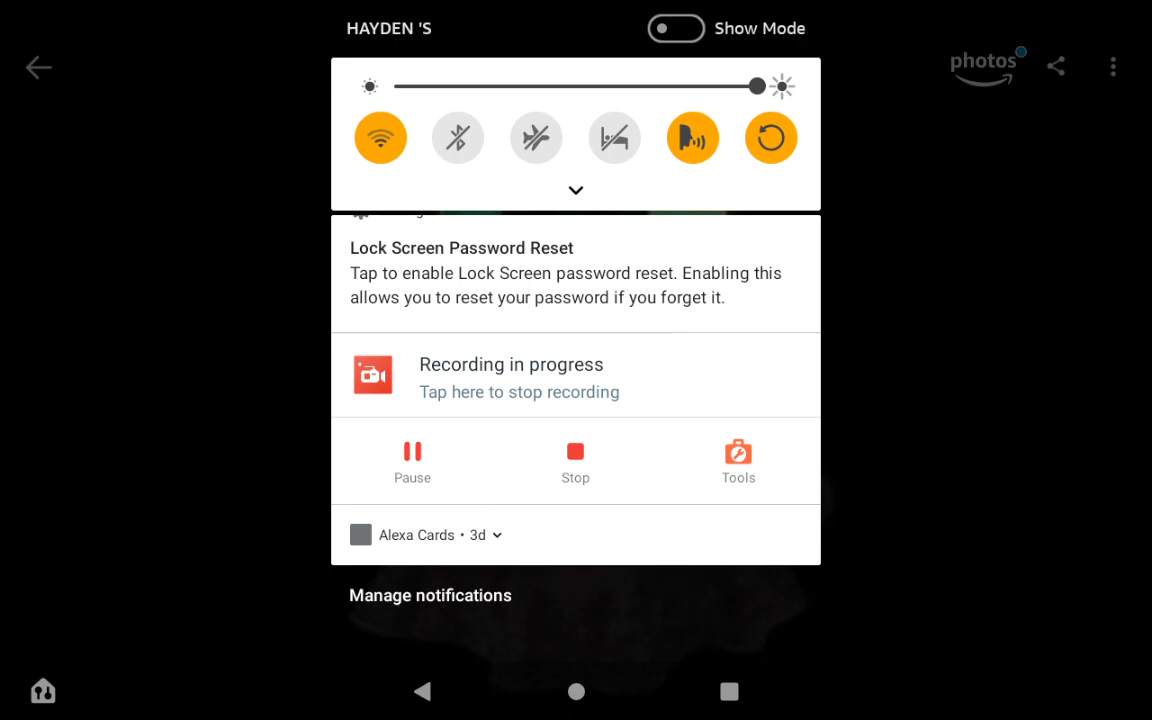 HAYDEN 'S
Show Mode
photos
Lock Screen Password Reset
Tap to enable Lock Screen password reset. Enabling this
allows you to reset your password if you forget it.
Recording in progress
Tap here to stop recording
Pause
Stop
Tools
Alexa Cards • 3d
Manage notifications